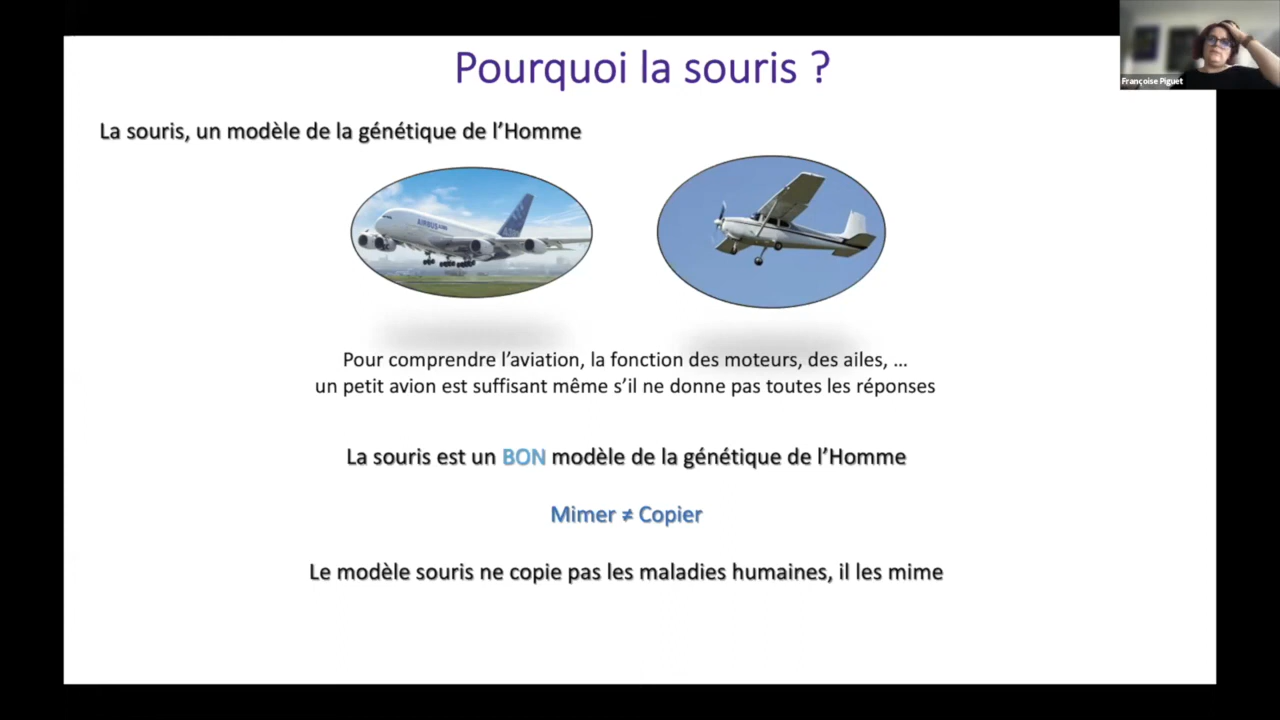 Pourquoi la souris ?
Françoise Piguet
La souris, un modèle de la génétique de l'Homme
AIRBUS
Pour comprendre l'aviation, la fonction des moteurs, des ailes, ...
un petit avion est suffisant même s'il ne donne pas toutes les réponses
La souris est un BON modèle de la génétique de l'Homme
Mimer ≠ Copier
Le modèle souris ne copie pas les maladies humaines, il les mime